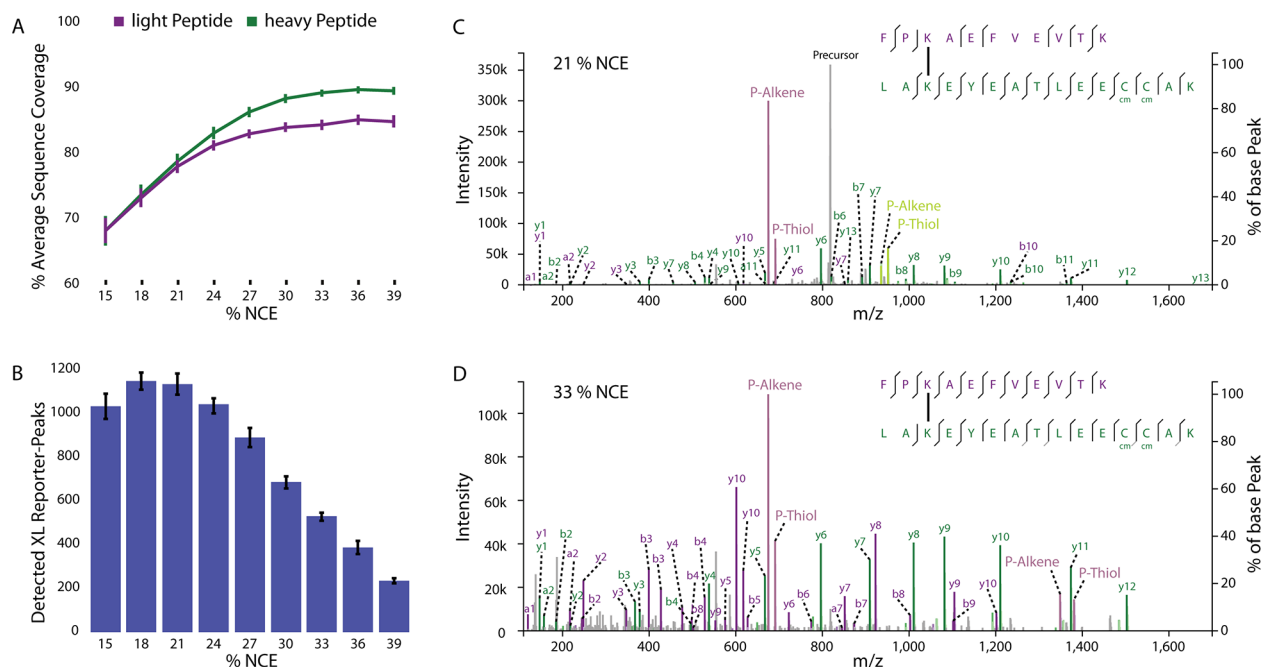 A
light Peptide
heavy Peptide
% Average Sequence Coverage
100
90
80
70
60
15 18 21 24 27 30 33 36 39
% NCE
B
Detected XL Reporter-Peaks
1200
1000
800
600
400
200
0
15 18 21 24 27 30 33 36 39
% NCE
C
21 % NCE
Precursor
F P K A E F V E V T K
L A K E Y E A T L E E C C A K
cm cm
Intensity
350k
300k
250k
200k
150k
100k
50k
0
% of base Peak
100
80
60
40
20
0
P-Alkene
P-Thiol
P-Alkene
P-Thiol
y1
y1
a1
a2
b2
a2
y2
y2
y3
y3
b3
y7
y8
b4
y4
y9
y10
y10
y5
y11
y6
y6
b6
y7
y13
b7
y7
b8
y8
y9
b9
y10
b10
b10
b11
y11
y12
y13
200 400 600 800 1,000 1,200 1,400 1,600
m/z
D
33 % NCE
F P K A E F V E V T K
L A K E Y E A T L E E C C A K
cm cm
Intensity
100k
80k
60k
40k
20k
0
% of base Peak
100
80
60
40
20
0
P-Alkene
P-Thiol
P-Alkene
P-Thiol
a1
y1
y1
a2
b2
a2
y2
y2
b2
y3
b3
y3
b3
b3
y4
b4
b4
b4
b8
y4
y9
y5
y10
y10
b5
y5
y6
b6
y6
a7
y7
b7
y7
y8
b8
y8
y9
y9
b9
y10
y10
y11
y12
200 400 600 800 1,000 1,200 1,400 1,600
m/z